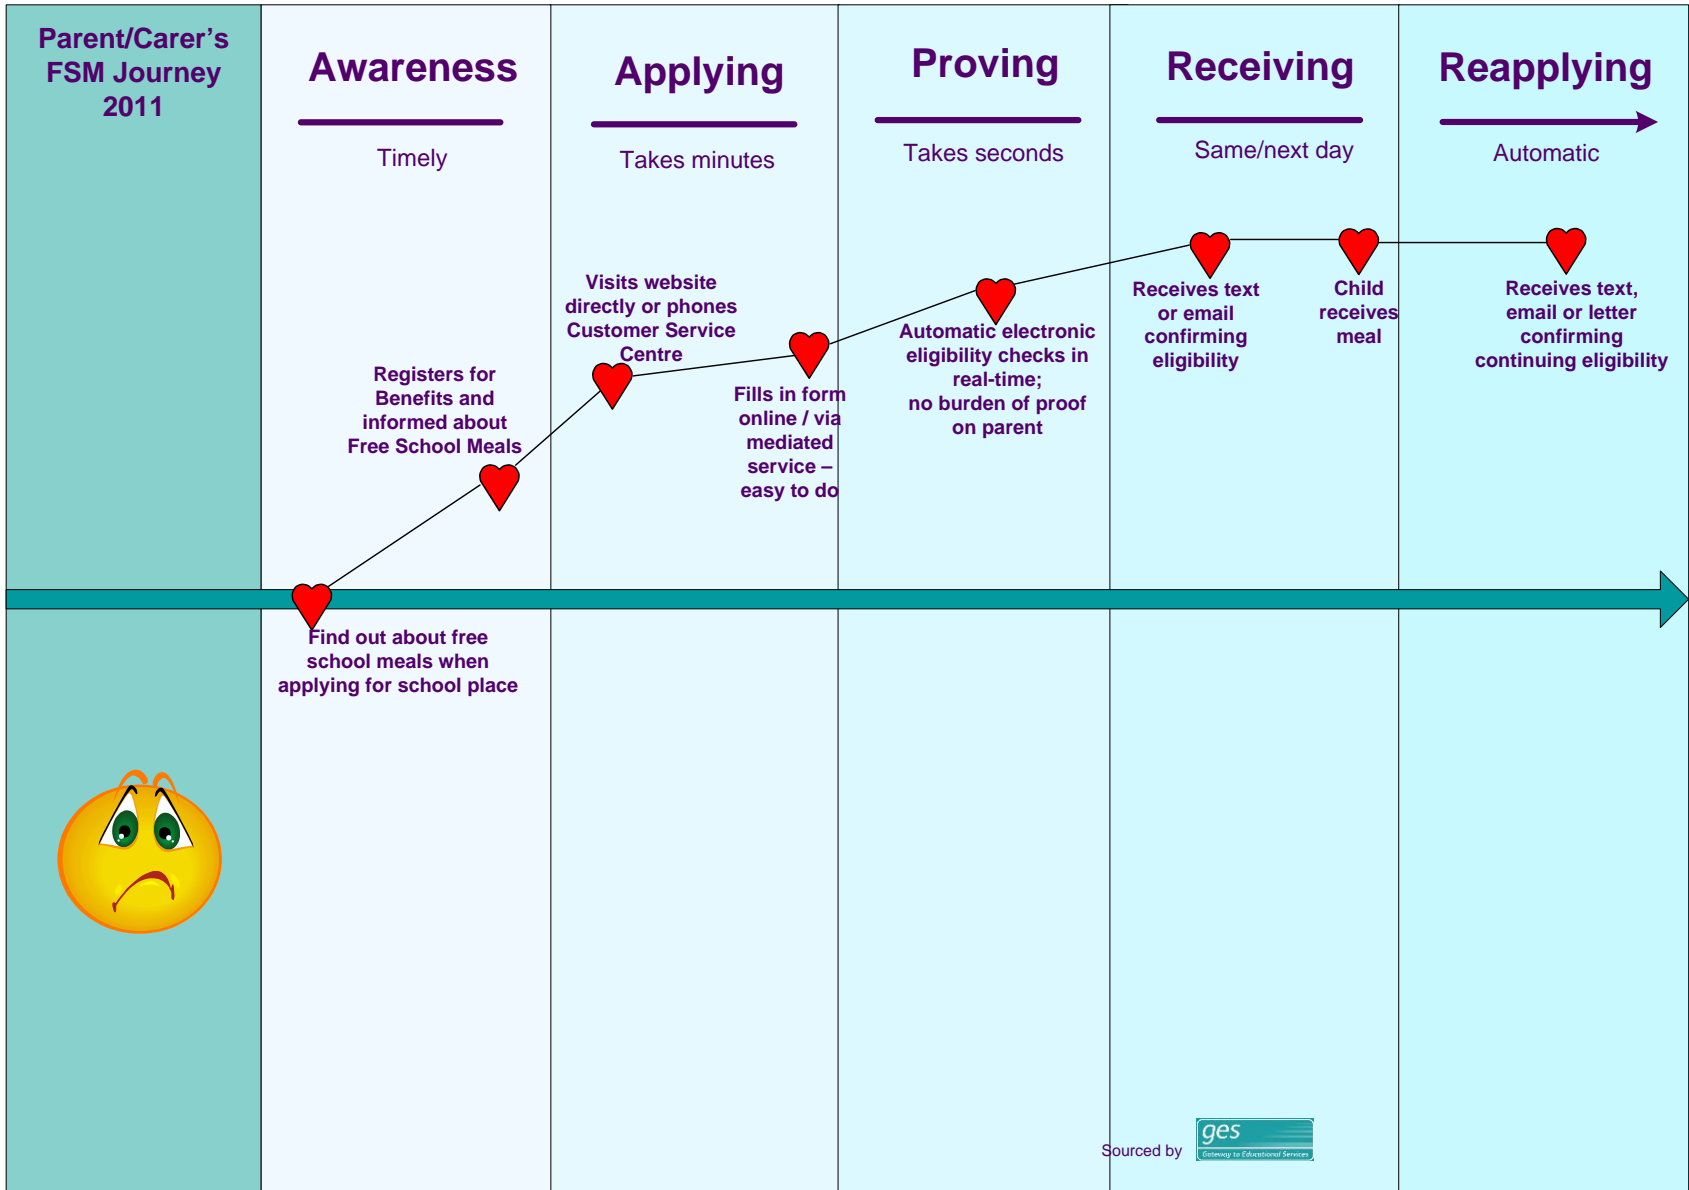 Parent/Carer's
FSM Journey
2011
Awareness
Timely
Applying
Takes minutes
Proving
Takes seconds
Receiving
Same/next day
Reapplying
Automatic
Find out about free
school meals when
applying for school place
Registers for
Benefits and
informed about
Free School Meals
Visits website
directly or phones
Customer Service
Centre
Fills in form
online / via
mediated
service –
easy to do
Automatic electronic
eligibility checks in
real-time;
no burden of proof
on parent
Receives text
or email
confirming
eligibility
Child
receives
meal
Receives text,
email or letter
confirming
continuing eligibility
Sourced by
ges
Gateway to Educational Services